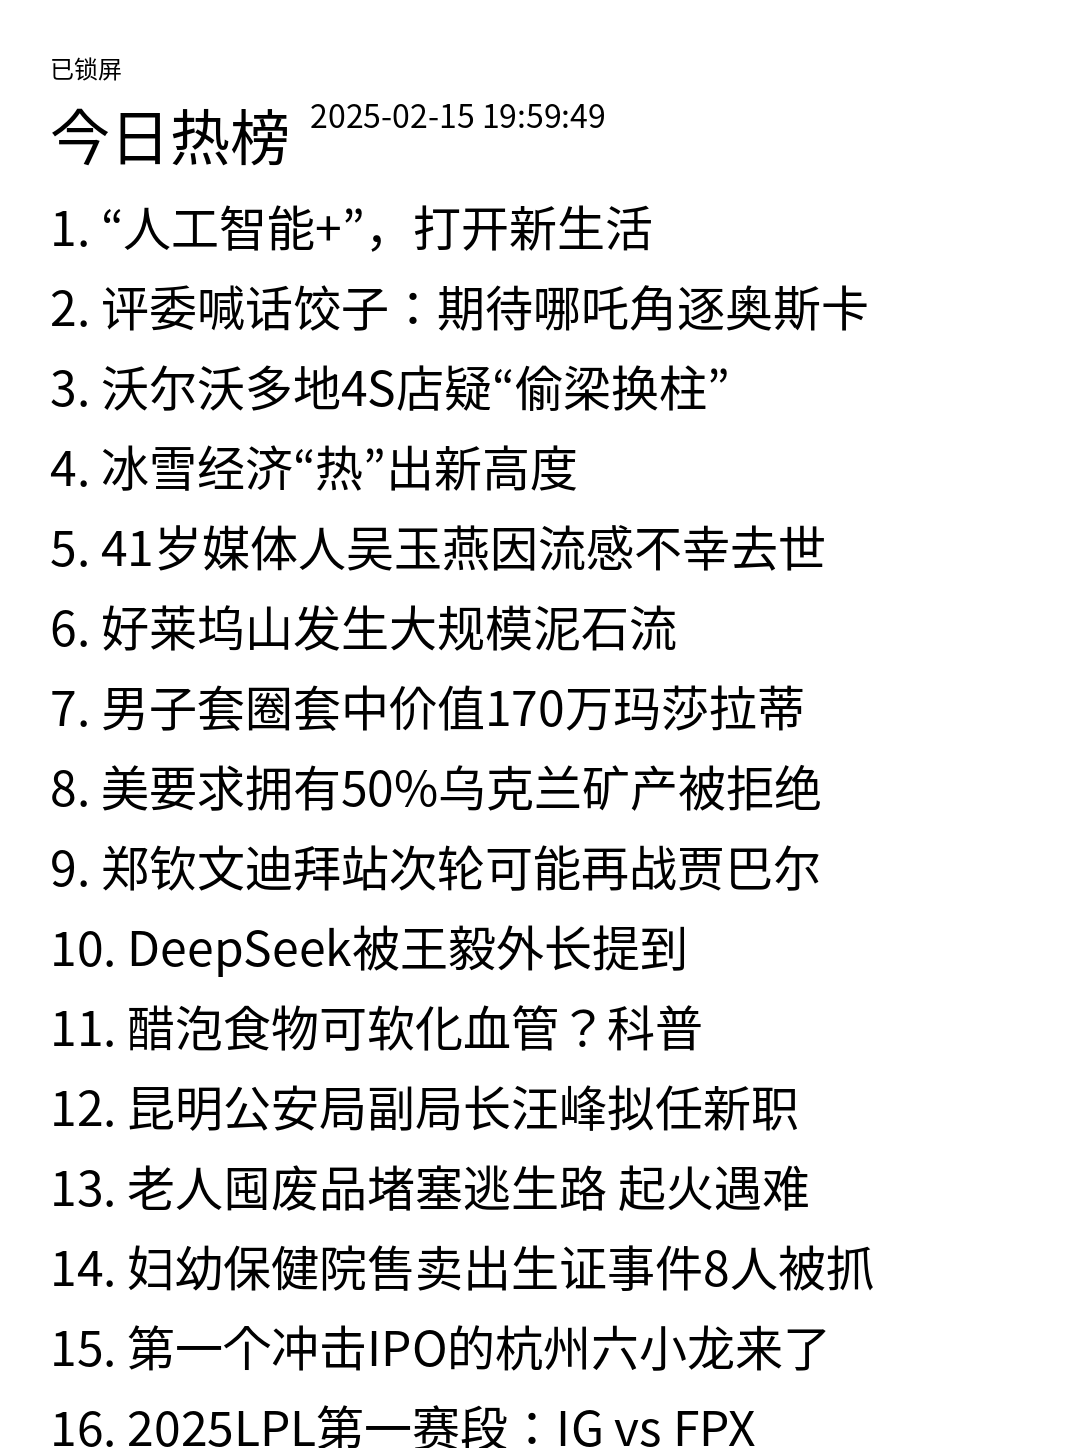 已锁屏
今日热榜 2025-02-15 19:59:49
1. “人工智能+”，打开新生活
2. 评委喊话饺子：期待哪吒角逐奥斯卡
3. 沃尔沃多地4S店疑“偷梁换柱”
4. 冰雪经济“热”出新高度
5. 41岁媒体人吴玉燕因流感不幸去世
6. 好莱坞山发生大规模泥石流
7. 男子套圈套中价值170万玛莎拉蒂
8. 美要求拥有50%乌克兰矿产被拒绝
9. 郑钦文迪拜站次轮可能再战贾巴尔
10. DeepSeek被王毅外长提到
11. 醋泡食物可软化血管？科普
12. 昆明公安局副局长汪峰拟任新职
13. 老人囤废品堵塞逃生路 起火遇难
14. 妇幼保健院售卖出生证事件8人被抓
15. 第一个冲击IPO的杭州六小龙来了
16. 2025LPL第一赛段：IG vs FPX